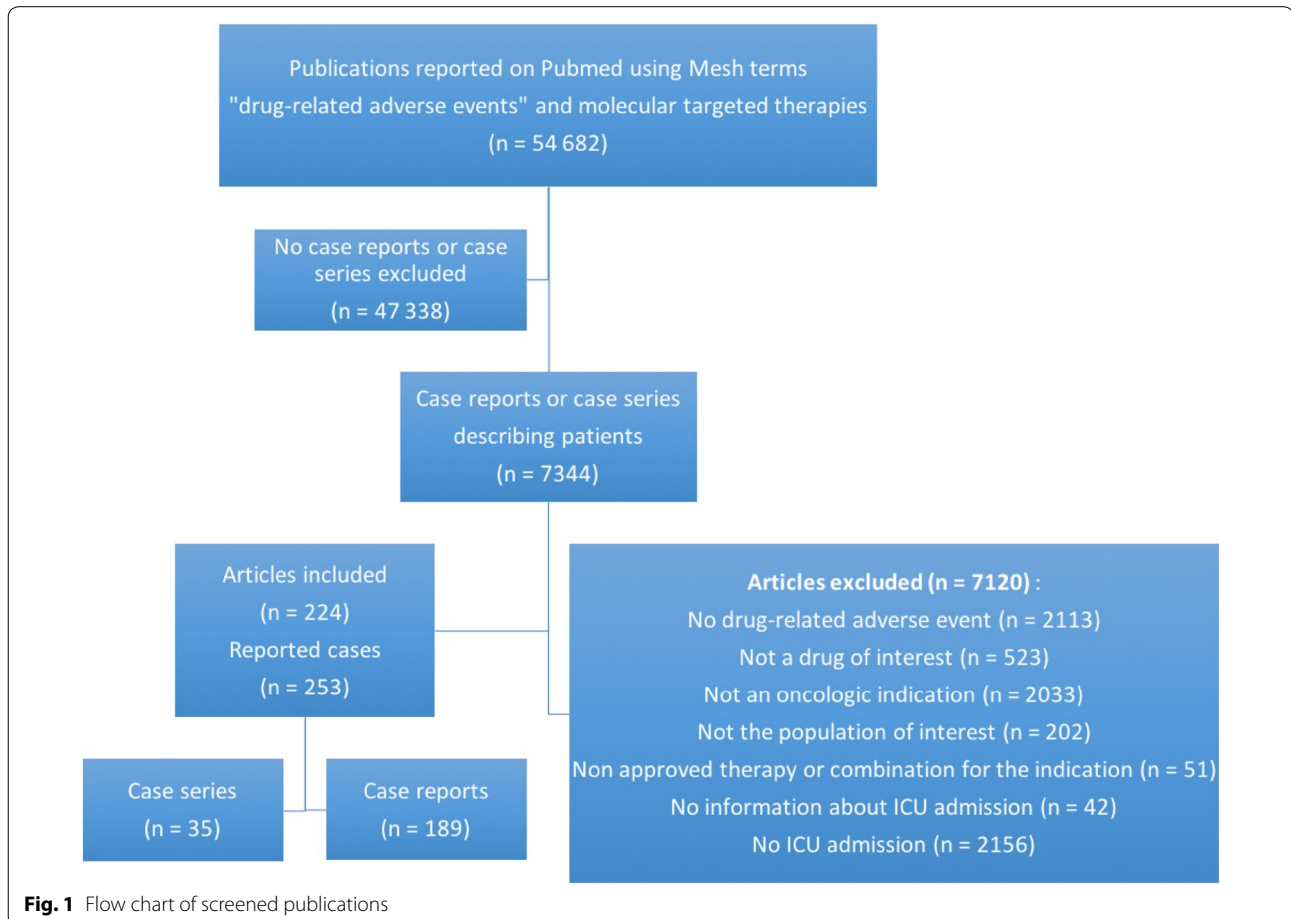 Publications reported on Pubmed using Mesh terms
"drug-related adverse events" and molecular targeted therapies
(n = 54 682)
No case reports or case
series excluded
(n = 47 338)
Case reports or case series
describing patients
(n = 7344)
Articles included
(n = 224)
Reported cases
(n = 253)
Articles excluded (n = 7120) :
No drug-related adverse event (n = 2113)
Not a drug of interest (n = 523)
Not an oncologic indication (n = 2033)
Not the population of interest (n = 202)
Non approved therapy or combination for the indication (n = 51)
No information about ICU admission (n = 42)
No ICU admission (n = 2156)
Case series
(n = 35)
Case reports
(n = 189)
Fig. 1 Flow chart of screened publications